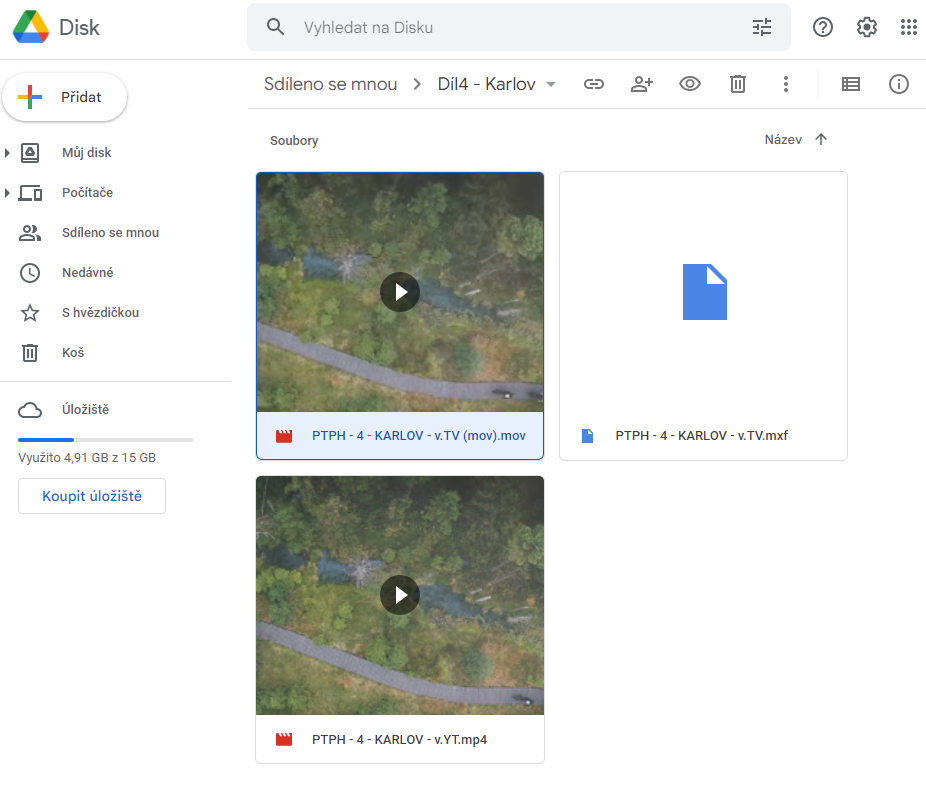 Disk
Vyhledat na Disku
Přidat
Sdíleno se mnou
Dil4 - Karlov
Můj disk
Počítače
Sdíleno se mnou
Nedávné
S hvězdičkou
Koš
Úložiště
Využito 4,91 GB z 15 GB
Koupit úložiště
Soubory
Název
PTPH - 4 - KARLOV - v.TV (mov).mov
PTPH - 4 - KARLOV - v.TV.mxf
PTPH - 4 - KARLOV - v.YT.mp4